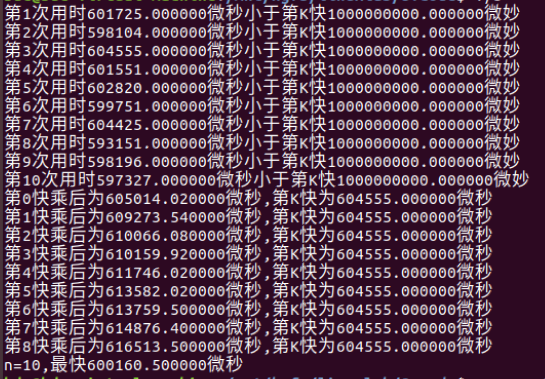 第1次用时601725.000000微秒小于第K快1000000000.000000微妙
第2次用时598104.000000微秒小于第K快1000000000.000000微妙
第3次用时604555.000000微秒小于第K快1000000000.000000微妙
第4次用时601551.000000微秒小于第K快1000000000.000000微妙
第5次用时602820.000000微秒小于第K快1000000000.000000微妙
第6次用时599751.000000微秒小于第K快1000000000.000000微妙
第7次用时604425.000000微秒小于第K快1000000000.000000微妙
第8次用时593151.000000微秒小于第K快1000000000.000000微妙
第9次用时598196.000000微秒小于第K快1000000000.000000微妙
第10次用时597327.000000微秒小于第K快1000000000.000000微妙
第0快乘后为605014.020000微秒,第K快为604555.000000微秒
第1快乘后为609273.540000微秒,第K快为604555.000000微秒
第2快乘后为610066.080000微秒,第K快为604555.000000微秒
第3快乘后为610159.920000微秒,第K快为604555.000000微秒
第4快乘后为611746.020000微秒,第K快为604555.000000微秒
第5快乘后为613582.020000微秒,第K快为604555.000000微秒
第6快乘后为613759.500000微秒,第K快为604555.000000微秒
第7快乘后为614876.400000微秒,第K快为604555.000000微秒
第8快乘后为616513.500000微秒,第K快为604555.000000微秒
n=10,最快600160.500000微秒